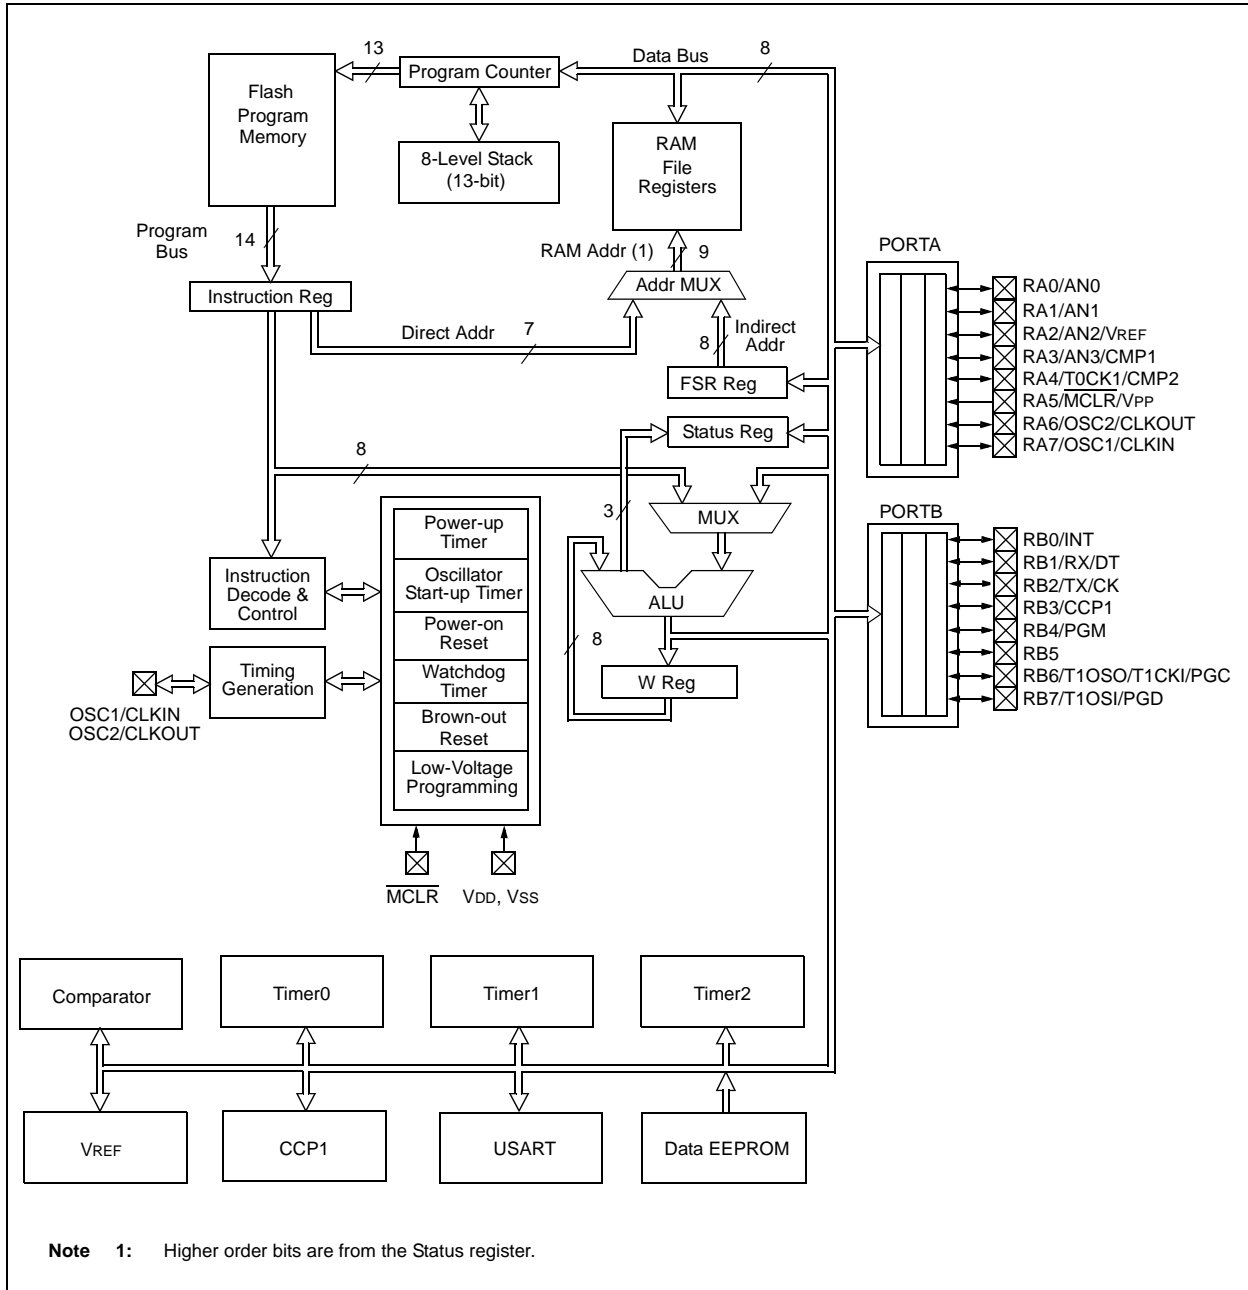 13
Data Bus
8
Program Counter
Flash
Program
Memory
8-Level Stack
(13-bit)
RAM
File
Registers
Program
Bus
14
RAM Addr (1)
9
PORTA
Addr MUX
Instruction Reg
Direct Addr
7
8
Indirect
Addr
FSR Reg
RA0/AN0
RA1/AN1
RA2/AN2/VREF
RA3/AN3/CMP1
RA4/T0CK1/CMP2
RA5/MCLR/VPP
RA6/OSC2/CLKOUT
RA7/OSC1/CLKIN
Status Reg
8
3
MUX
PORTB
Power-up
Timer
Oscillator
Start-up Timer
Power-on
Reset
Watchdog
Timer
Brown-out
Reset
Low-Voltage
Programming
Instruction
Decode &
Control
ALU
8
W Reg
RB0/INT
RB1/RX/DT
RB2/TX/CK
RB3/CCP1
RB4/PGM
RB5
RB6/T1OSO/T1CKI/PGC
RB7/T1OSI/PGD
Timing
Generation
OSC1/CLKIN
OSC2/CLKOUT
MCLR
VDD, VSS
Comparator
Timer0
Timer1
Timer2
VREF
CCP1
USART
Data EEPROM
Note 1: Higher order bits are from the Status register.